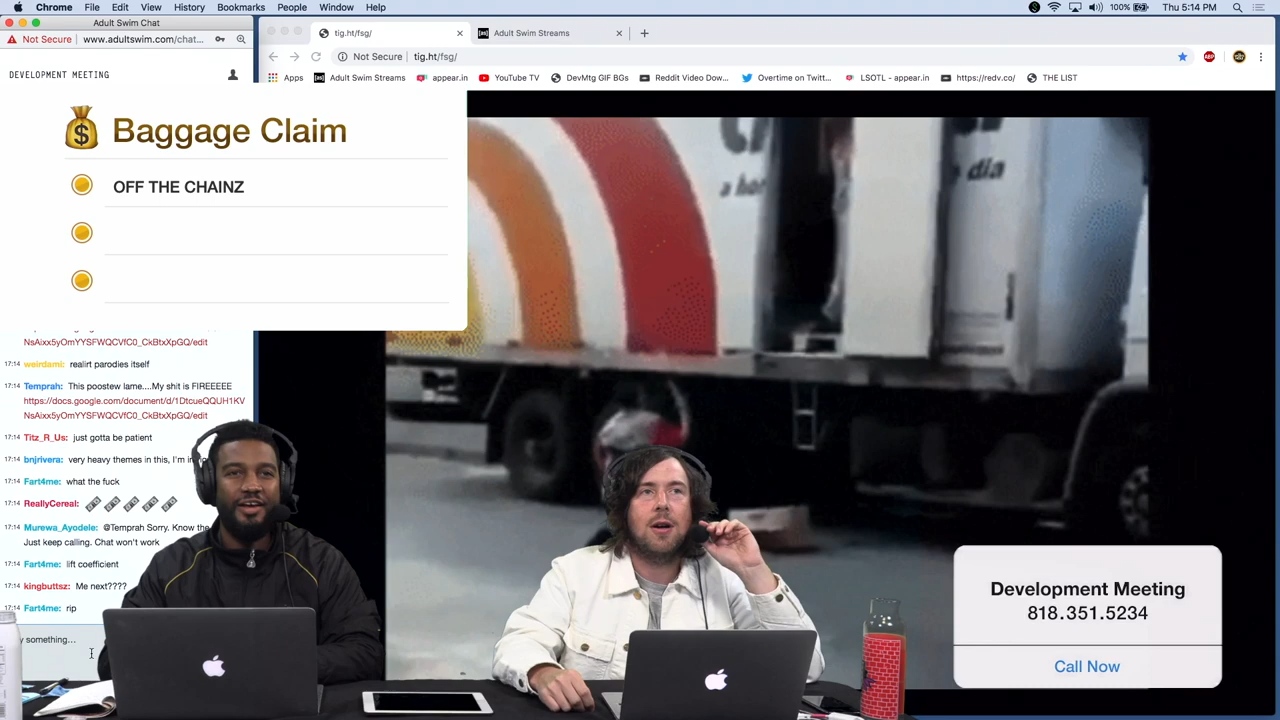 Chrome File Edit View History Bookmarks People Window Help
100% Thu 5:14 PM
Adult Swim Chat
Not Secure www.adultswim.com/chat...
DEVELOPMENT MEETING
tig.ht/fsg/
Adult Swim Streams
Not Secure tig.ht/fsg/
Apps Adult Swim Streams appear.in YouTube TV DevMtg GIF BGs Reddit Video Dow... Overtime on Twitt... LSOTL - appear.in https://redv.co/ THE LIST
Baggage Claim
OFF THE CHAINZ
dia
NsAixx5yOmYYSFWQCVfC0_CkBtxXpGQ/edit
17:14 weirdami: realirt parodies itself
17:14 Temprah: This poostew lame....My shit is FIREEEEE
https://docs.google.com/document/d/1DtcueQQUH1KV
NsAixx5yOmYYSFWQCVfC0_CkBtxXpGQ/edit
17:14 Titz_R_Us: just gotta be patient
17:14 bnjrivera: very heavy themes in this, I'm in
17:14 Fart4me: what the fuck
17:14 ReallyCereal:
17:14 Murewa_Ayodele: @Temprah Sorry. Know the
Just keep calling. Chat won't work
17:14 Fart4me: lift coefficient
17:14 kingbuttsz: Me next????
17:14 Fart4me: rip
y something...
Development Meeting
818.351.5234
Call Now